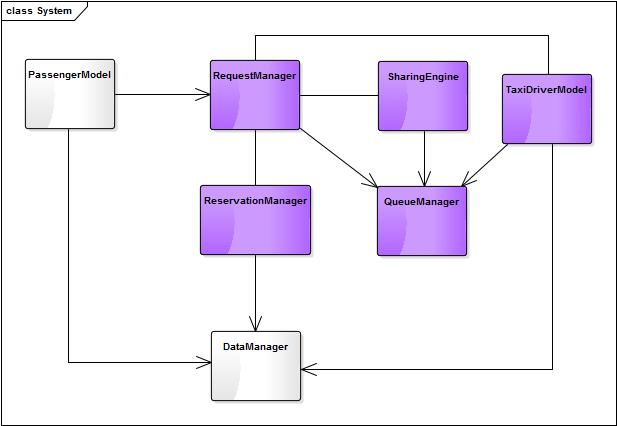 class System
PassengerModel
RequestManager
SharingEngine
TaxiDriverModel
ReservationManager
QueueManager
DataManager